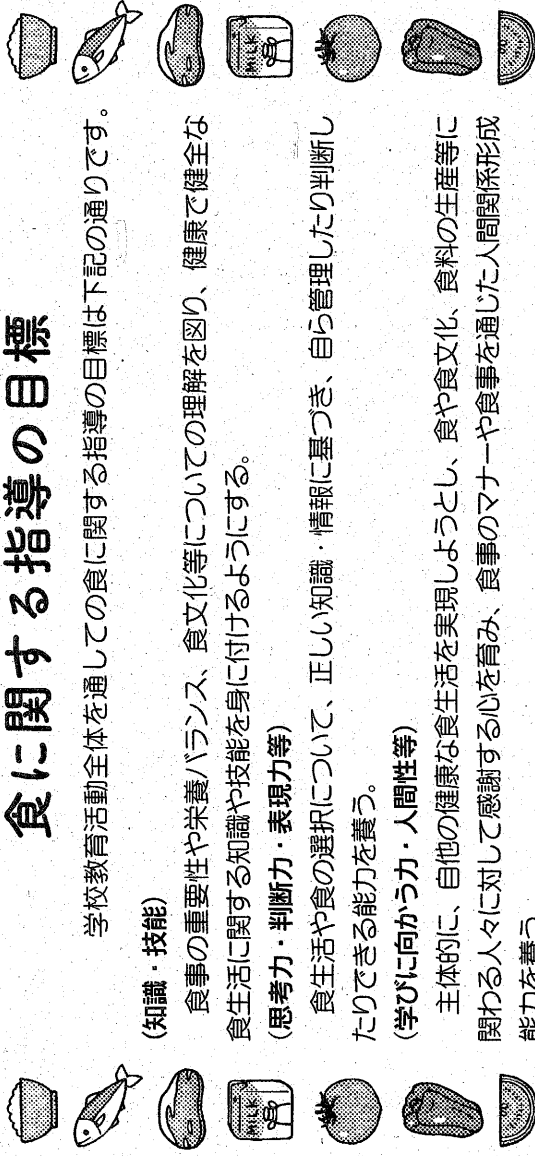 食に関する指導の目標
学校教育活動全体を通しての食に関する指導の目標は下記の通りです。
(知識・技能)
食事の重要性や栄養バランス、食文化等についての理解を図り、健康で健全な
食生活に関する知識や技能を身に付けるようにする。
(思考力・判断力・表現力等)
食生活や食の選択について、正しい知識・情報に基づき、自ら管理したり判断し
たりできる能力を養う。
(学びに向かう力・人間性等)
主体的に、自他の健康な食生活を実現しようとし、食や食文化、食料の生産等に
関わる人々に対して感謝する心を育み、食事のマナーや食事を通じた人間関係形成
能力を養う
MILK
MILK